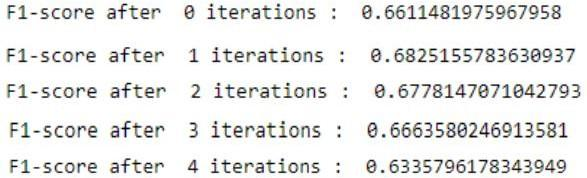 F1-score after 0 iterations : 0.6611481975967958
F1-score after 1 iterations : 0.6825155783630937
F1-score after 2 iterations : 0.6778147071042793
F1-score after 3 iterations : 0.6663580246913581
F1-score after 4 iterations : 0.6335796178343949